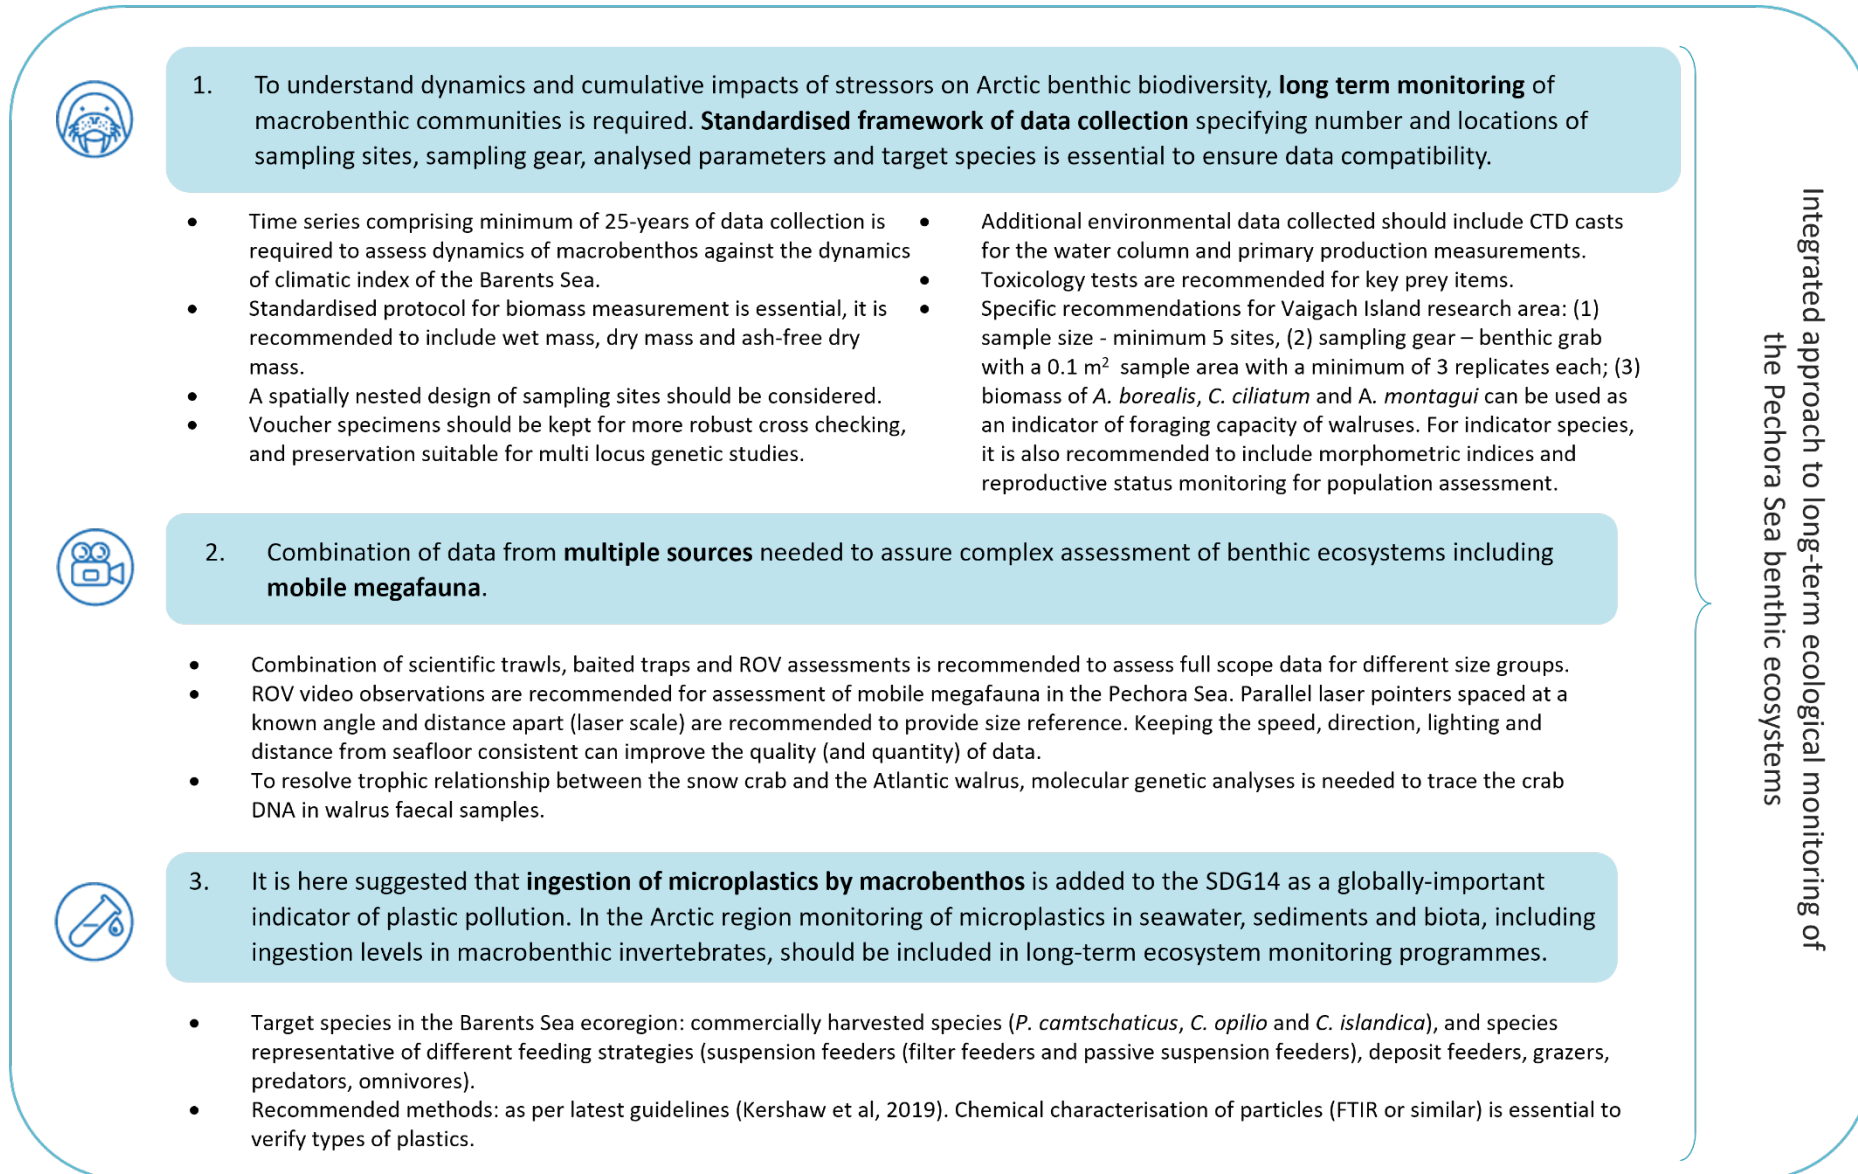 1. To understand dynamics and cumulative impacts of stressors on Arctic benthic biodiversity, long term monitoring of
macrobenthic communities is required. Standardised framework of data collection specifying number and locations of
sampling sites, sampling gear, analysed parameters and target species is essential to ensure data compatibility.
• Time series comprising minimum of 25-years of data collection is
required to assess dynamics of macrobenthos against the dynamics
of climatic index of the Barents Sea.
• Standardised protocol for biomass measurement is essential, it is
recommended to include wet mass, dry mass and ash-free dry
mass.
• A spatially nested design of sampling sites should be considered.
• Voucher specimens should be kept for more robust cross checking,
and preservation suitable for multi locus genetic studies.
• Additional environmental data collected should include CTD casts
for the water column and primary production measurements.
• Toxicology tests are recommended for key prey items.
• Specific recommendations for Vaigach Island research area: (1)
sample size - minimum 5 sites, (2) sampling gear – benthic grab
with a 0.1 m² sample area with a minimum of 3 replicates each; (3)
biomass of A. borealis, C. ciliatum and A. montagui can be used as
an indicator of foraging capacity of walruses. For indicator species,
it is also recommended to include morphometric indices and
reproductive status monitoring for population assessment.
2. Combination of data from multiple sources needed to assure complex assessment of benthic ecosystems including
mobile megafauna.
• Combination of scientific trawls, baited traps and ROV assessments is recommended to assess full scope data for different size groups.
• ROV video observations are recommended for assessment of mobile megafauna in the Pechora Sea. Parallel laser pointers spaced at a
known angle and distance apart (laser scale) are recommended to provide size reference. Keeping the speed, direction, lighting and
distance from seafloor consistent can improve the quality (and quantity) of data.
• To resolve trophic relationship between the snow crab and the Atlantic walrus, molecular genetic analyses is needed to trace the crab
DNA in walrus faecal samples.
3. It is here suggested that ingestion of microplastics by macrobenthos is added to the SDG14 as a globally-important
indicator of plastic pollution. In the Arctic region monitoring of microplastics in seawater, sediments and biota, including
ingestion levels in macrobenthic invertebrates, should be included in long-term ecosystem monitoring programmes.
• Target species in the Barents Sea ecoregion: commercially harvested species (P. camtschaticus, C. opilio and C. islandica), and species
representative of different feeding strategies (suspension feeders (filter feeders and passive suspension feeders), deposit feeders, grazers,
predators, omnivores).
• Recommended methods: as per latest guidelines (Kershaw et al, 2019). Chemical characterisation of particles (FTIR or similar) is essential to
verify types of plastics.
Integrated approach to long-term ecological monitoring of
the Pechora Sea benthic ecosystems